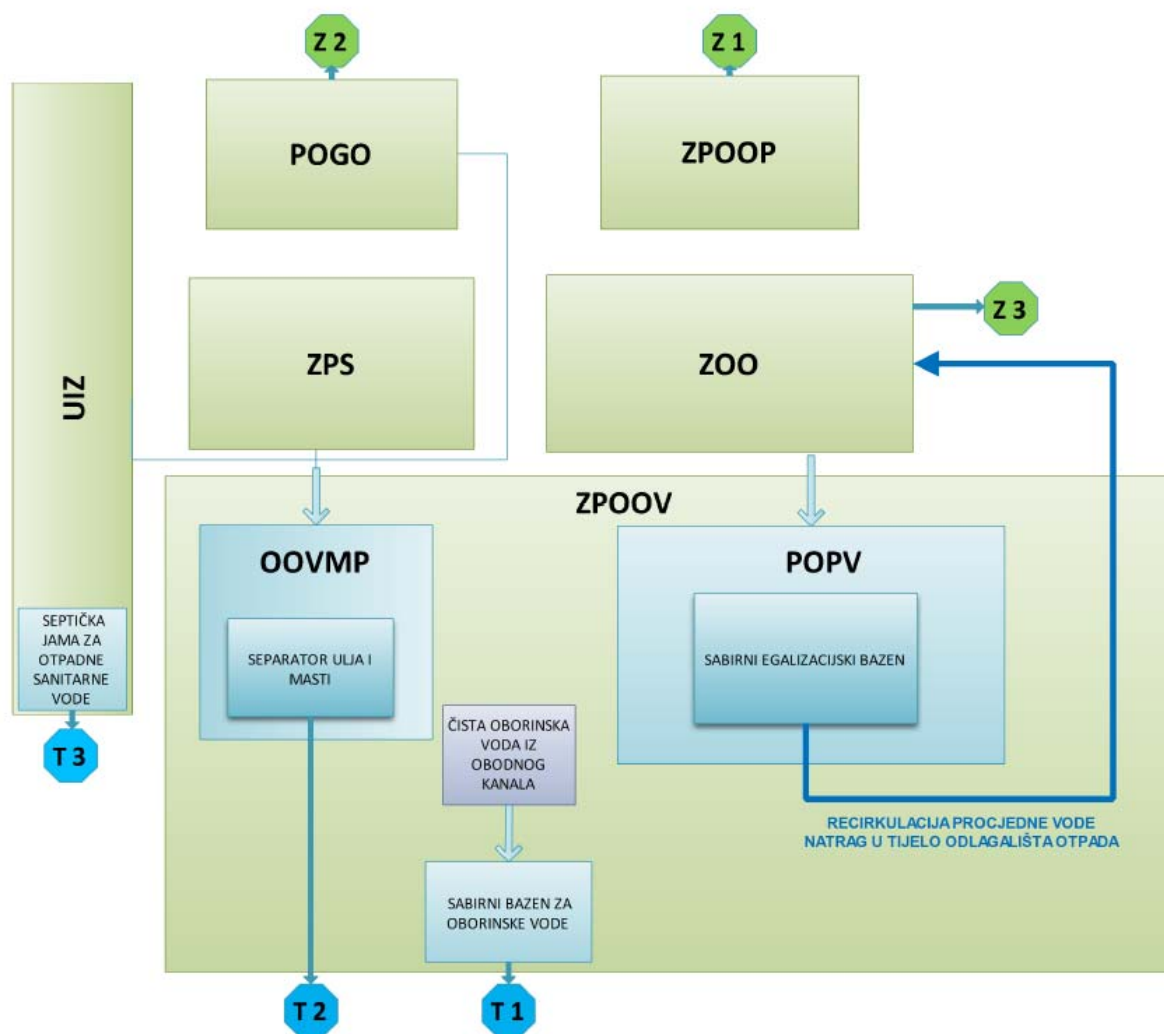 Z 2
Z 1
POGO
ZPOOP
UIZ
ZPS
ZOO
Z 3
ZPOOV
OOVMP
POPV
SEPTIČKA
JAMA ZA
OTPADNE
SANITARNE
VODE
SEPARATOR ULJA I
MASTI
SABIRNI EGALIZACIJSKI BAZEN
T 3
ČISTA OBORINSKA
VODA IZ
OBODNOG
KANALA
RECIRKULACIJA PROCJEDNE VODE
NATRAG U TIJELO ODLAGALIŠTA OTPADA
SABIRNI BAZEN ZA
OBORINSKE VODE
T 2
T 1